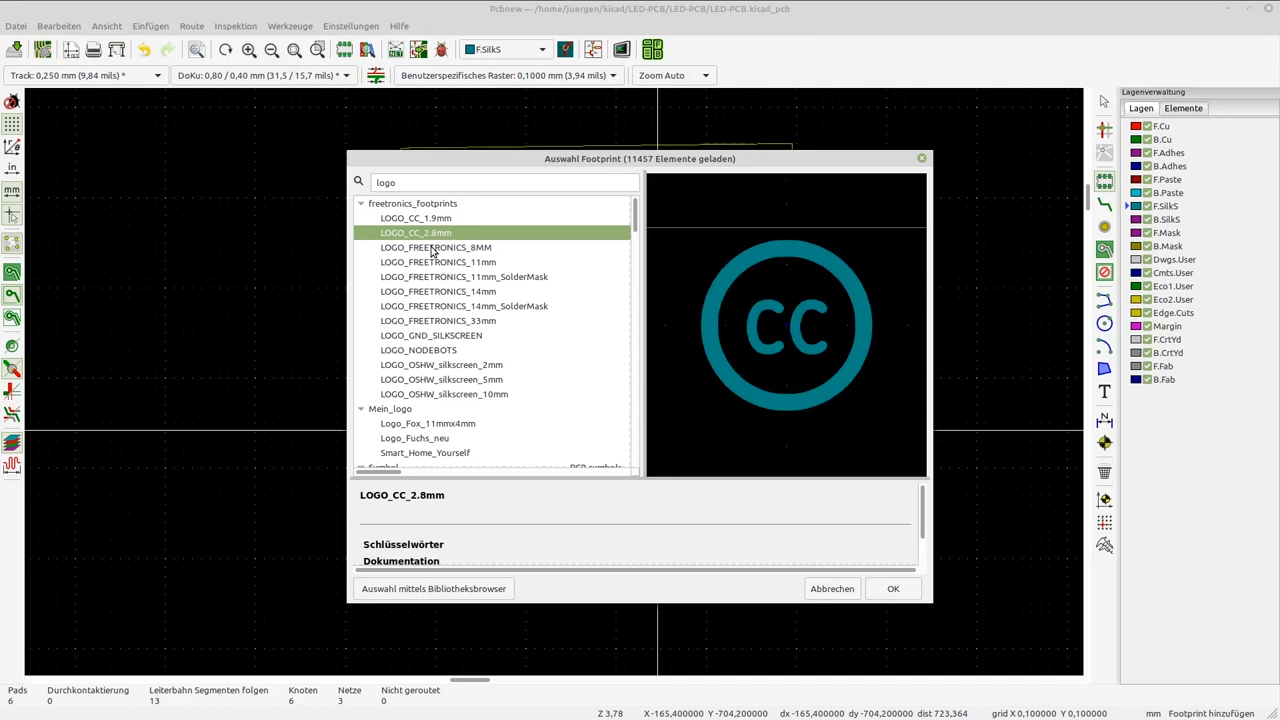 Pcbnew — /home/juergen/kicad/LED-PCB/LED-PCB/LED-PCB.kicad_pcb
Datei Bearbeiten Ansicht Einfügen Route Inspektion Werkzeuge Einstellungen Hilfe
F.SilkS
Track: 0,250 mm (9,84 mils) * DoKu: 0,80 / 0,40 mm (31,5 / 15,7 mils) * Benutzerspezifisches Raster: 0,1000 mm (3,94 mils) Zoom Auto
Lagenverwaltung
Lagen Elemente
F.Cu
B.Cu
F.Adhes
B.Adhes
F.Paste
B.Paste
F.SilkS
B.SilkS
F.Mask
B.Mask
Dwgs.User
Cmts.User
Eco1.User
Eco2.User
Edge.Cuts
Margin
F.CrtYd
B.CrtYd
F.Fab
B.Fab
in
mm
NET
Auswahl Footprint (11457 Elemente geladen)
logo
freetronics_footprints
LOGO_CC_1.9mm
LOGO_CC_2.8mm
LOGO_FREETRONICS_8MM
LOGO_FREETRONICS_11mm
LOGO_FREETRONICS_11mm_SolderMask
LOGO_FREETRONICS_14mm
LOGO_FREETRONICS_14mm_SolderMask
LOGO_FREETRONICS_33mm
LOGO_GND_SILKSCREEN
LOGO_NODEBOTS
LOGO_OSHW_silkscreen_2mm
LOGO_OSHW_silkscreen_5mm
LOGO_OSHW_silkscreen_10mm
Mein_logo
Logo_Fox_11mmx4mm
Logo_Fuchs_neu
Smart_Home_Yourself
Symbol PCB symbols
CC
LOGO_CC_2.8mm
Schlüsselwörter
Dokumentation
Auswahl mittels Bibliotheksbrowser Abbrechen OK
Pads Durchkontaktierung Leiterbahn Segmenten folgen Knoten Netze Nicht geroutet
6 0 13 6 3 0
Z 3,78 X -165,400000 Y -704,200000 dx -165,400000 dy -704,200000 dist 723,364 grid X 0,100000 Y 0,100000 mm Footprint hinzufügen